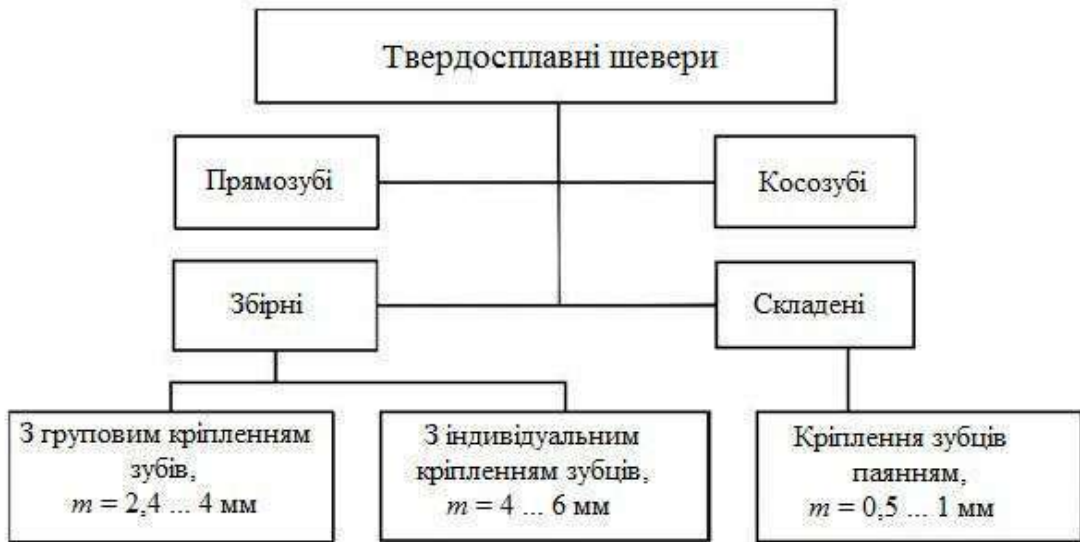 Твердосплавні шевери
Прямозубі
Косозубі
Збірні
Складені
З груповим кріпленням
зубів,
m = 2,4 ... 4 мм
З індивідуальним
кріпленням зубців,
m = 4 ... 6 мм
Кріплення зубців
паянням,
m = 0,5 ... 1 мм